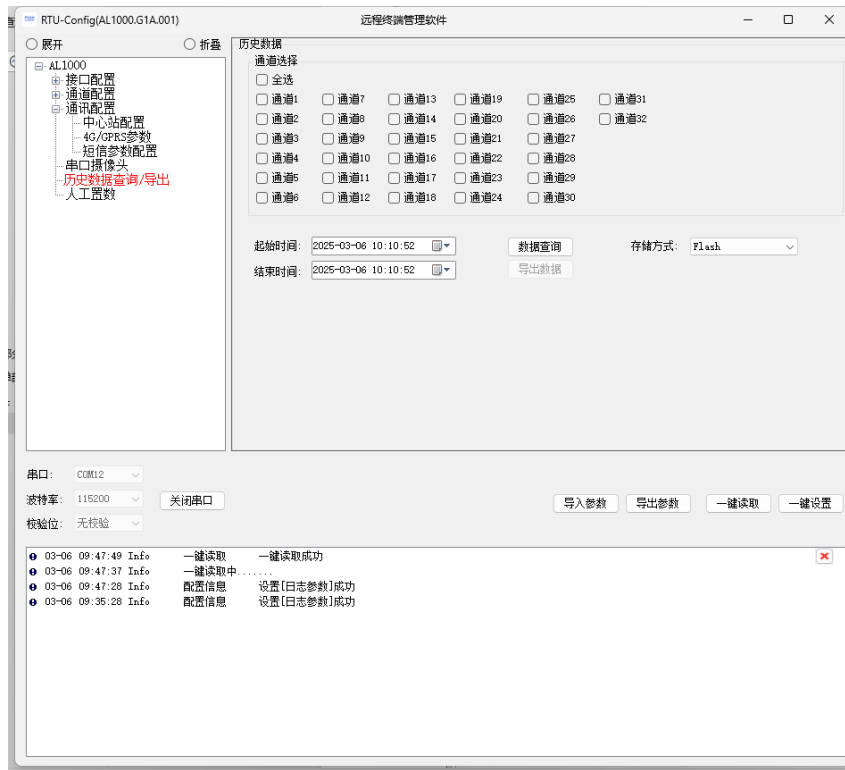 RTU-Config(AL1000.G1A.001) 远程终端管理软件
展开 折叠
AL1000
接口配置
通道配置
通讯配置
中心站配置
4G/GPRS参数
短信参数配置
串口摄像头
历史数据查询/导出
人工置数
历史数据
通道选择
全选
通道1 通道7 通道13 通道19 通道25 通道31
通道2 通道8 通道14 通道20 通道26 通道32
通道3 通道9 通道15 通道21 通道27
通道4 通道10 通道16 通道22 通道28
通道5 通道11 通道17 通道23 通道29
通道6 通道12 通道18 通道24 通道30
起始时间: 2025-03-06 10:10:52 数据查询 存储方式: Flash
结束时间: 2025-03-06 10:10:52 导出数据
串口: COM12
波特率: 115200 关闭串口 导入参数 导出参数 一键读取 一键设置
校验位: 无校验
03-06 09:47:49 Info 一键读取 一键读取成功
03-06 09:47:37 Info 一键读取中.......
03-06 09:47:28 Info 配置信息 设置[日志参数]成功
03-06 09:35:28 Info 配置信息 设置[日志参数]成功